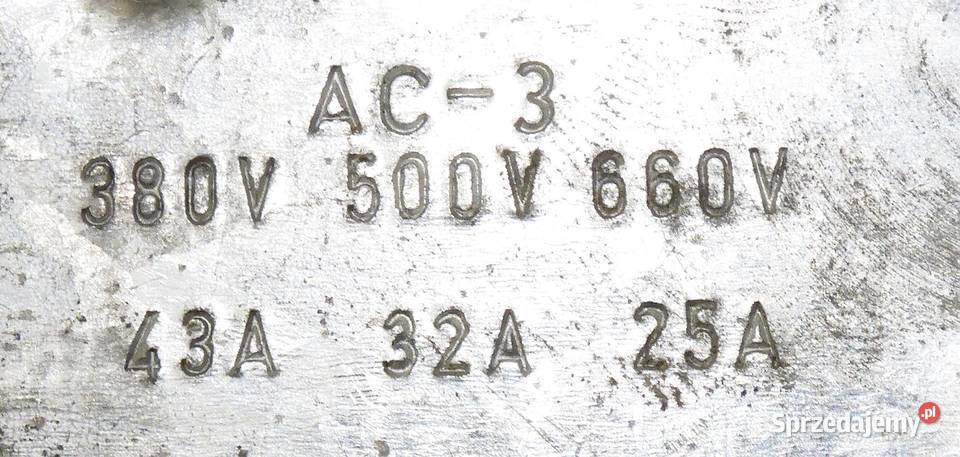 AC-3
380V 500V 660V
43A 32A 25A
Sprzedajemy.pl